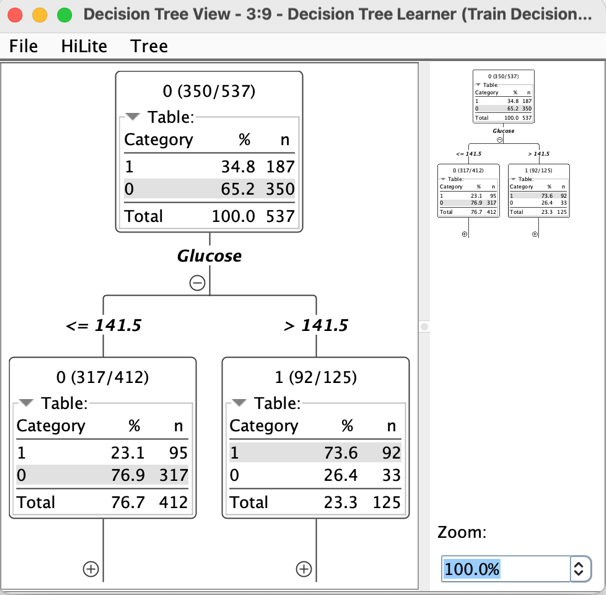 Decision Tree View - 3:9 - Decision Tree Learner (Train Decision...
File HiLite Tree
0 (350/537)
Table:
Category % n
1 34.8 187
0 65.2 350
Total 100.0 537
Glucose
<= 141.5 > 141.5
0 (317/412)
Table:
Category % n
1 23.1 95
0 76.9 317
Total 76.7 412
1 (92/125)
Table:
Category % n
1 73.6 92
0 26.4 33
Total 23.3 125
0 (350/537)
Table:
Category % n
1 34.8 187
0 65.2 350
Total 100.0 537
Glucose
<= 141.5 > 141.5
0 (317/412)
Table:
Category % n
1 23.1 95
0 76.9 317
Total 76.7 412
1 (92/125)
Table:
Category % n
1 73.6 92
0 26.4 33
Total 23.3 125
Zoom:
100.0%